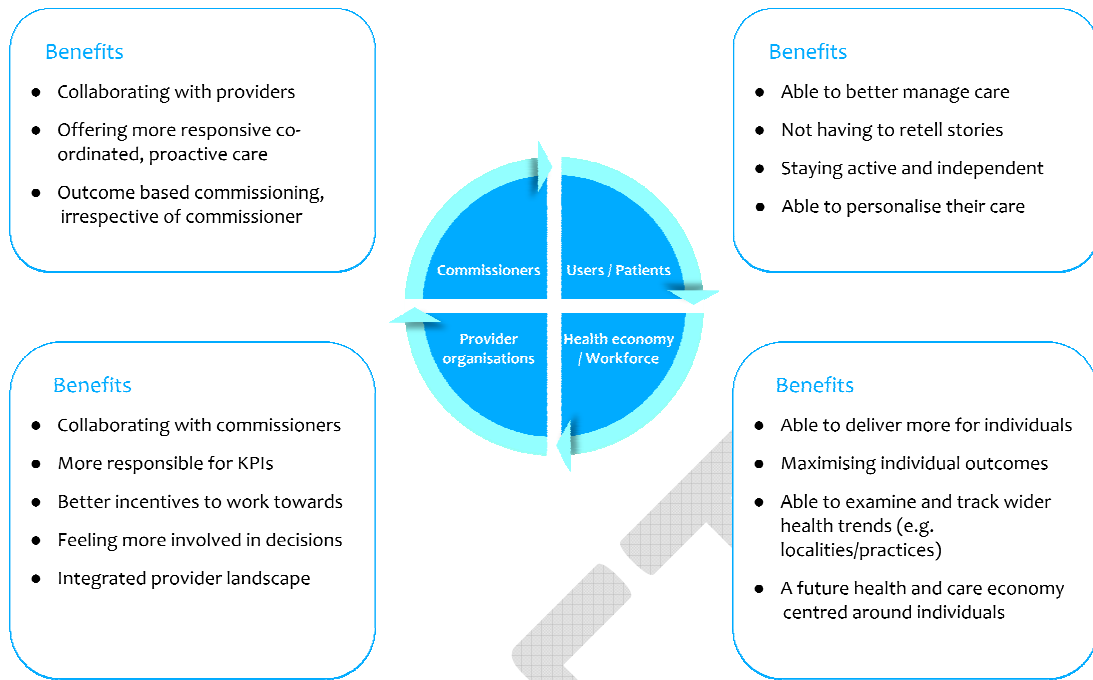 Benefits
● Collaborating with providers
● Offering more responsive co-
ordinated, proactive care
● Outcome based commissioning,
irrespective of commissioner
Benefits
● Able to better manage care
● Not having to retell stories
● Staying active and independent
● Able to personalise their care
Commissioners
Users / Patients
Provider
organisations
Health economy
/ Workforce
Benefits
● Collaborating with commissioners
● More responsible for KPIs
● Better incentives to work towards
● Feeling more involved in decisions
● Integrated provider landscape
Benefits
● Able to deliver more for individuals
● Maximising individual outcomes
● Able to examine and track wider
health trends (e.g.
localities/practices)
● A future health and care economy
centred around individuals